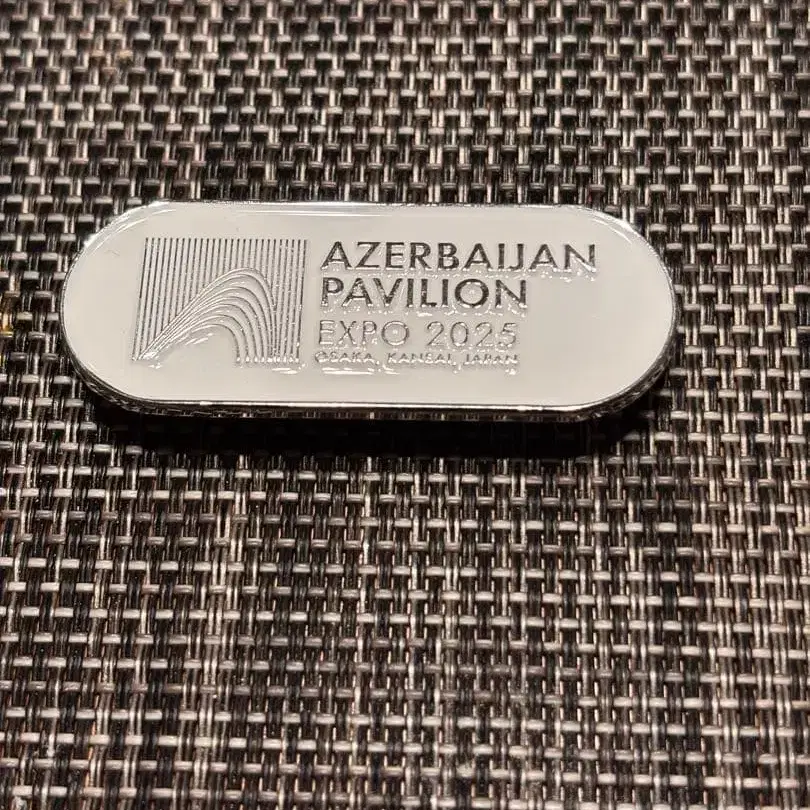 AZERBAIJAN
PAVILION
EXPO 2025
OSAKA, KANSAI, JAPAN